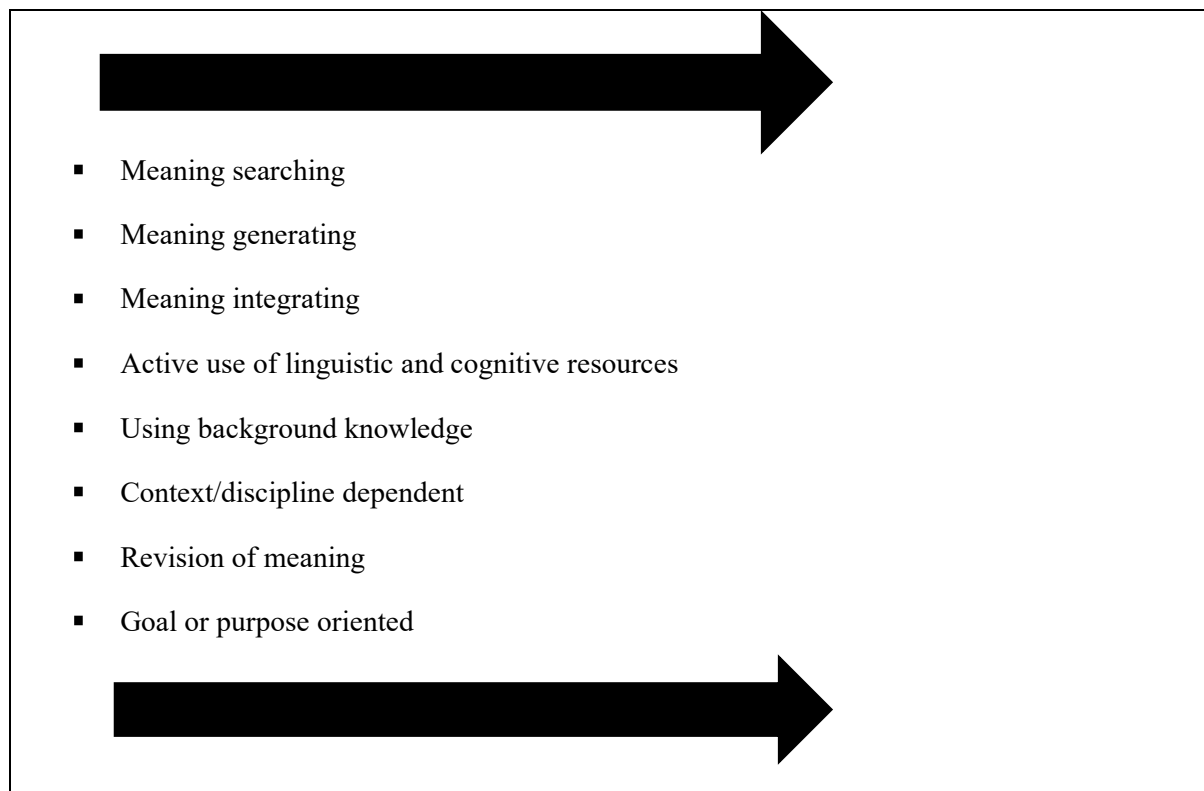 ▪ Meaning searching
▪ Meaning generating
▪ Meaning integrating
▪ Active use of linguistic and cognitive resources
▪ Using background knowledge
▪ Context/discipline dependent
▪ Revision of meaning
▪ Goal or purpose oriented